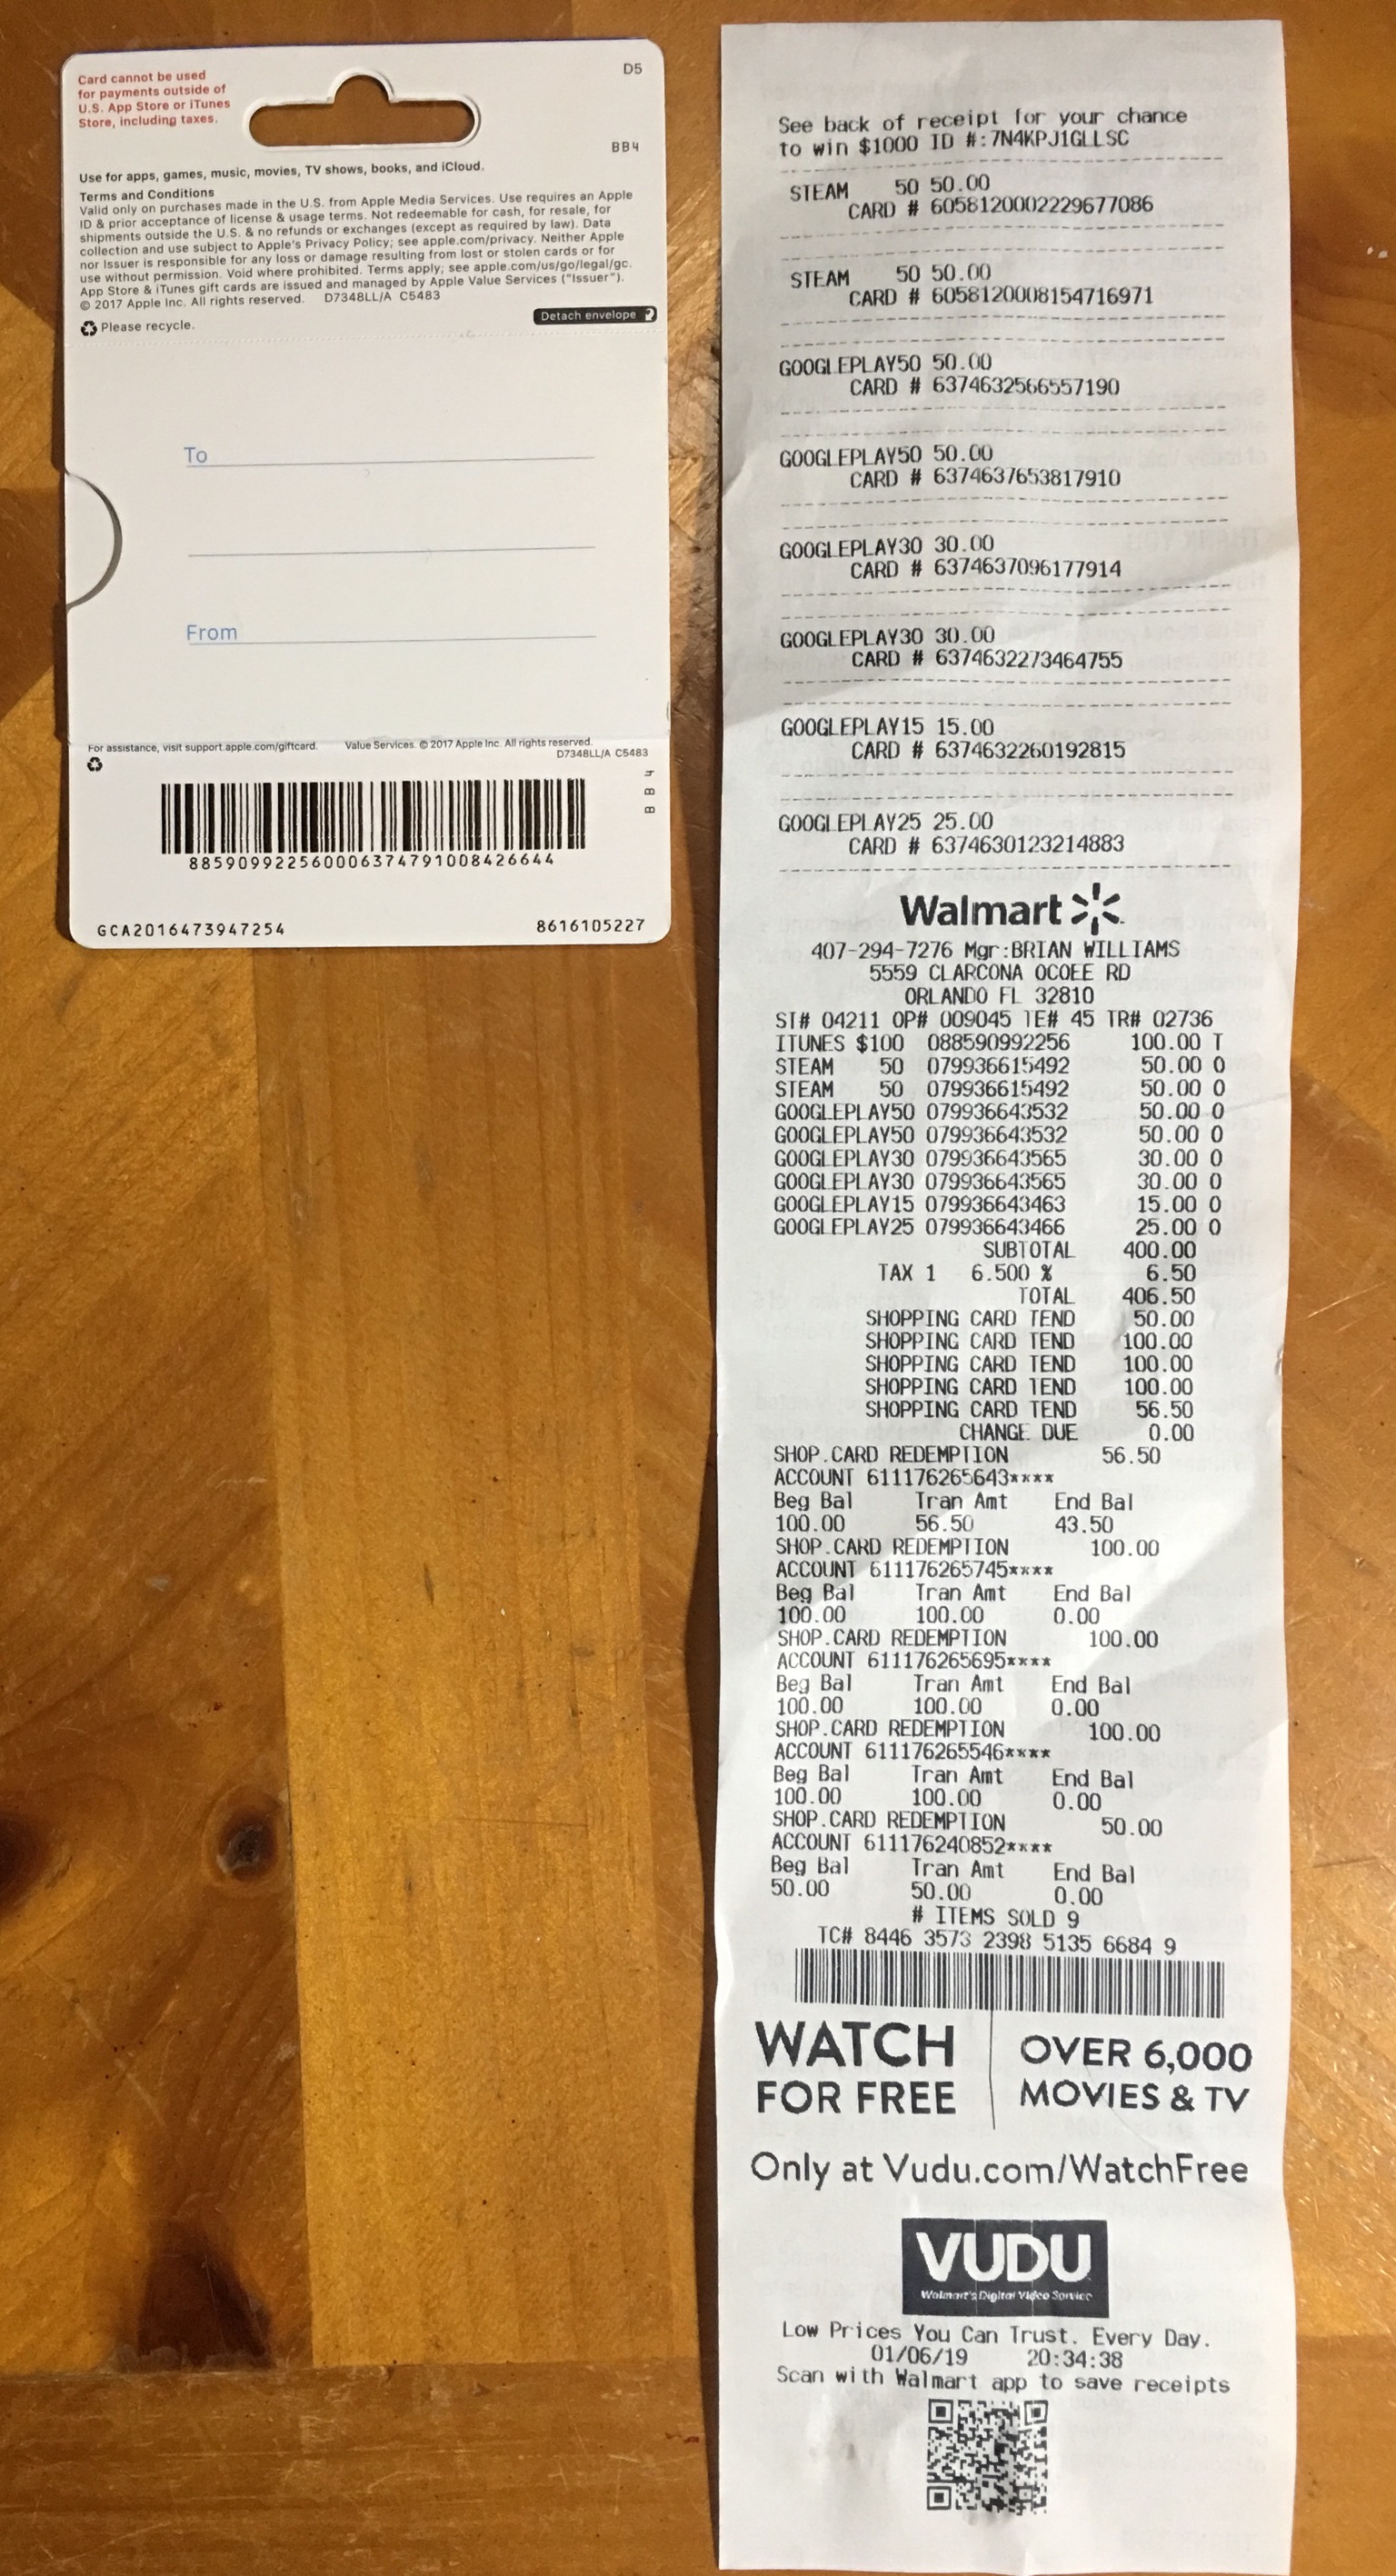 Card cannot be used
for payments outside of
U.S. App Store or iTunes
Store, including taxes.
D5
BB4
Use for apps, games, music, movies, TV shows, books, and iCloud.
Terms and Conditions
Valid only on purchases made in the U.S. from Apple Media Services. Use requires an Apple
ID & prior acceptance of license & usage terms. Not redeemable for cash, for resale, for
shipments outside the U.S. & no refunds or exchanges (except as required by law). Data
collection and use subject to Apple's Privacy Policy; see apple.com/privacy. Neither Apple
nor Issuer is responsible for any loss or damage resulting from lost or stolen cards or for
use without permission. Void where prohibited. Terms apply; see apple.com/us/go/legal/gc.
App Store & iTunes gift cards are issued and managed by Apple Value Services ("Issuer").
© 2017 Apple Inc. All rights reserved. D7348LL/A C5483
Please recycle.
Detach envelope
To
From
For assistance, visit support.apple.com/giftcard. Value Services. © 2017 Apple Inc. All rights reserved.
D7348LL/A C5483
BB4
885909922560006374791008426644
GCA2016473947254 8616105227
See back of receipt for your chance
to win $1000 ID #:7N4KPJ1GLLSC
STEAM 50 50.00
CARD # 6058120002229677086
STEAM 50 50.00
CARD # 6058120008154716971
GOOGLEPLAY50 50.00
CARD # 6374632566557190
GOOGLEPLAY50 50.00
CARD # 6374637653817910
GOOGLEPLAY30 30.00
CARD # 6374637096177914
GOOGLEPLAY30 30.00
CARD # 6374632273464755
GOOGLEPLAY15 15.00
CARD # 6374632260192815
GOOGLEPLAY25 25.00
CARD # 6374630123214883
Walmart
407-294-7276 Mgr:BRIAN WILLIAMS
5559 CLARCONA OCOEE RD
ORLANDO FL 32810
ST# 04211 OP# 009045 TE# 45 TR# 02736
ITUNES $100 088590992256 100.00 T
STEAM 50 079936615492 50.00 O
STEAM 50 079936615492 50.00 O
GOOGLEPLAY50 079936643532 50.00 O
GOOGLEPLAY50 079936643532 50.00 O
GOOGLEPLAY30 079936643565 30.00 O
GOOGLEPLAY30 079936643565 30.00 O
GOOGLEPLAY15 079936643463 15.00 O
GOOGLEPLAY25 079936643466 25.00 O
SUBTOTAL 400.00
TAX 1 6.500 % 6.50
TOTAL 406.50
SHOPPING CARD TEND 50.00
SHOPPING CARD TEND 100.00
SHOPPING CARD TEND 100.00
SHOPPING CARD TEND 100.00
SHOPPING CARD TEND 56.50
CHANGE DUE 0.00
SHOP.CARD REDEMPTION 56.50
ACCOUNT 611176265643****
Beg Bal Tran Amt End Bal
100.00 56.50 43.50
SHOP.CARD REDEMPTION 100.00
ACCOUNT 611176265745****
Beg Bal Tran Amt End Bal
100.00 100.00 0.00
SHOP.CARD REDEMPTION 100.00
ACCOUNT 611176265695****
Beg Bal Tran Amt End Bal
100.00 100.00 0.00
SHOP.CARD REDEMPTION 100.00
ACCOUNT 611176265546****
Beg Bal Tran Amt End Bal
100.00 100.00 0.00
SHOP.CARD REDEMPTION 50.00
ACCOUNT 611176240852****
Beg Bal Tran Amt End Bal
50.00 50.00 0.00
# ITEMS SOLD 9
TC# 8446 3573 2398 5135 6684 9
WATCH
FOR FREE
OVER 6,000
MOVIES & TV
Only at Vudu.com/WatchFree
VUDU
Walmart's Digital Video Service
Low Prices You Can Trust. Every Day.
01/06/19 20:34:38
Scan with Walmart app to save receipts